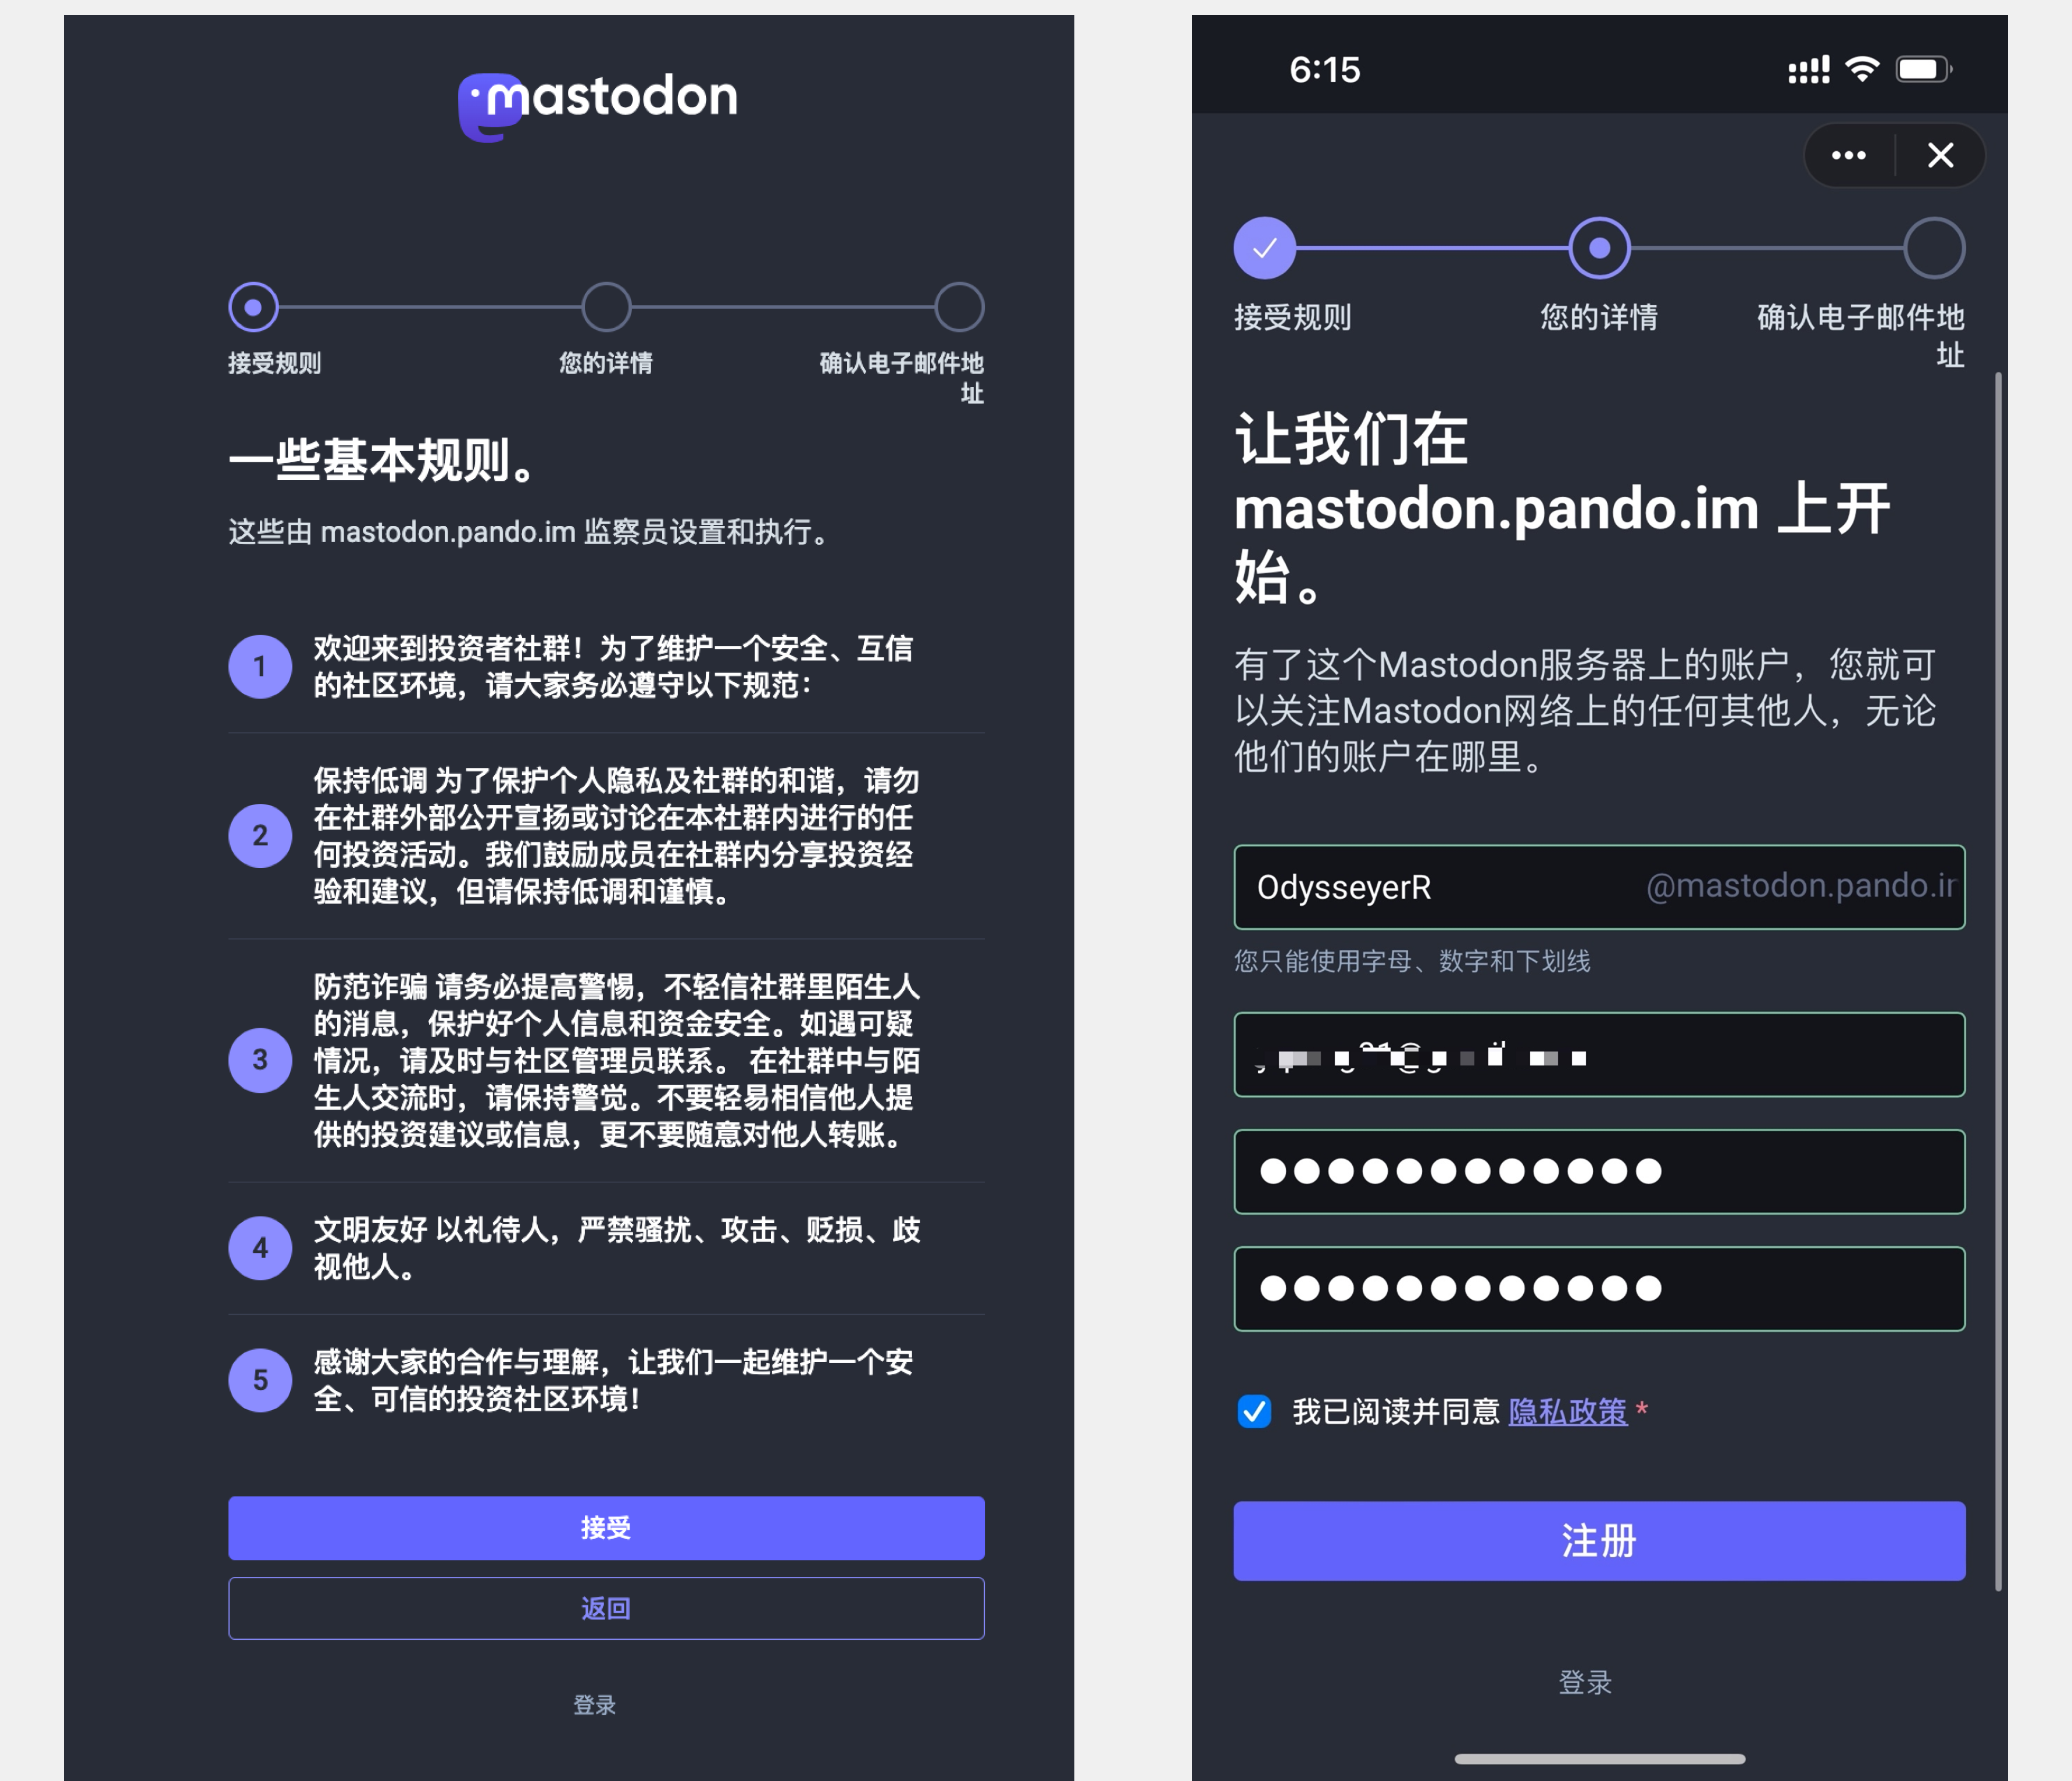 mastodon
接受规则
您的详情
确认电子邮件地
址
一些基本规则。
这些由 mastodon.pando.im 监察员设置和执行。
1
欢迎来到投资者社群！为了维护一个安全、互信
的社区环境，请大家务必遵守以下规范：
2
保持低调 为了保护个人隐私及社群的和谐，请勿
在社群外部公开宣扬或讨论在本社群内进行的任
何投资活动。我们鼓励成员在社群内分享投资经
验和建议，但请保持低调和谨慎。
3
防范诈骗 请务必提高警惕，不轻信社群里陌生人
的消息，保护好个人信息和资金安全。如遇可疑
情况，请及时与社区管理员联系。 在社群中与陌
生人交流时，请保持警觉。不要轻易相信他人提
供的投资建议或信息，更不要随意对他人转账。
4
文明友好 以礼待人，严禁骚扰、攻击、贬损、歧
视他人。
5
感谢大家的合作与理解，让我们一起维护一个安
全、可信的投资社区环境！
接受
返回
登录
6:15
接受规则
您的详情
确认电子邮件地
址
让我们在
mastodon.pando.im 上开
始。
有了这个Mastodon服务器上的账户，您就可
以关注Mastodon网络上的任何其他人，无论
他们的账户在哪里。
OdysseyerR @mastodon.pando.ir
您只能使用字母、数字和下划线
我已阅读并同意 隐私政策 *
注册
登录